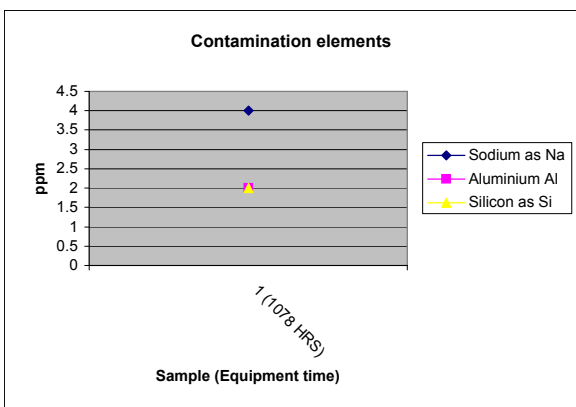 Contamination elements
4.5
4
3.5
3
2.5
2
1.5
1
0.5
0
ppm
1 (1078 HRS)
Sample (Equipment time)
Sodium as Na
Aluminium Al
Silicon as Si